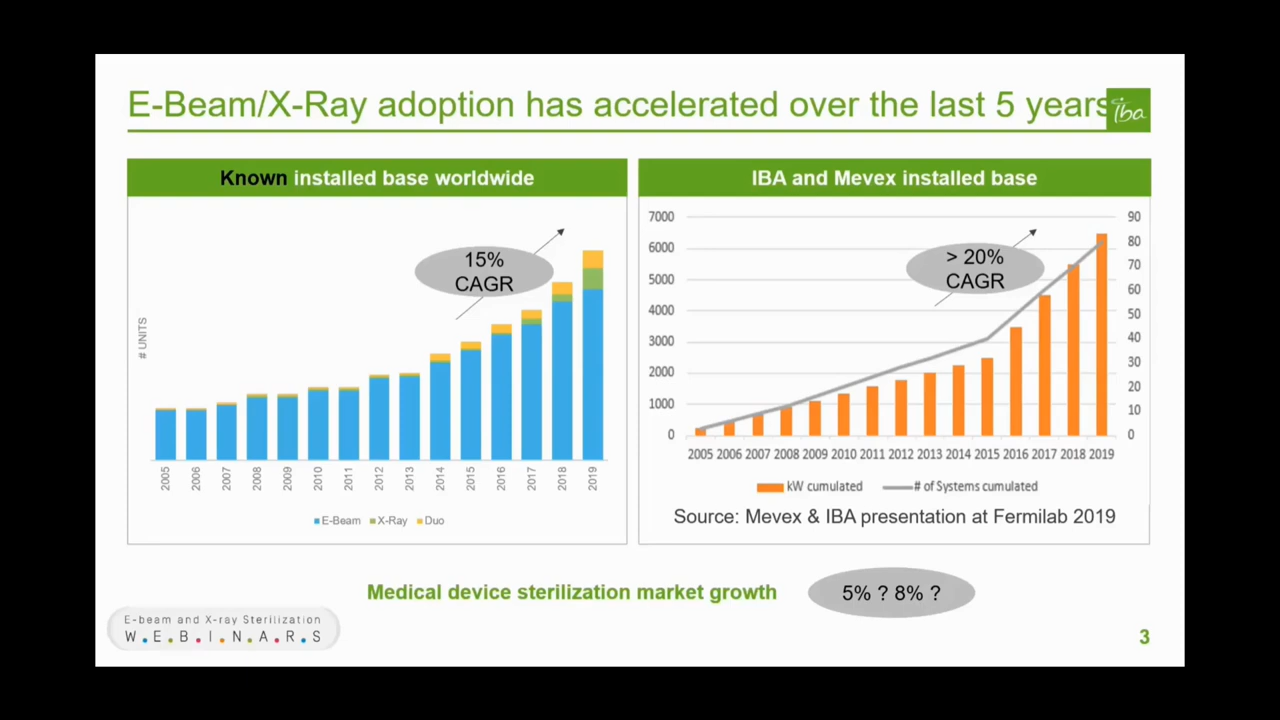 E-Beam/X-Ray adoption has accelerated over the last 5 years
iba
Known installed base worldwide
15%
CAGR
# UNITS
2005 2006 2007 2008 2009 2010 2011 2012 2013 2014 2015 2016 2017 2018 2019
E-Beam X-Ray Duo
IBA and Mevex installed base
7000 90
6000 80
5000 70
4000 60
3000 50
2000 40
1000 30
0 20
10
0
> 20%
CAGR
2005 2006 2007 2008 2009 2010 2011 2012 2013 2014 2015 2016 2017 2018 2019
kW cumulated # of Systems cumulated
Source: Mevex & IBA presentation at Fermilab 2019
Medical device sterilization market growth
5% ? 8% ?
E-beam and X-ray Sterilization
W.E.B.I.N.A.R.S
3